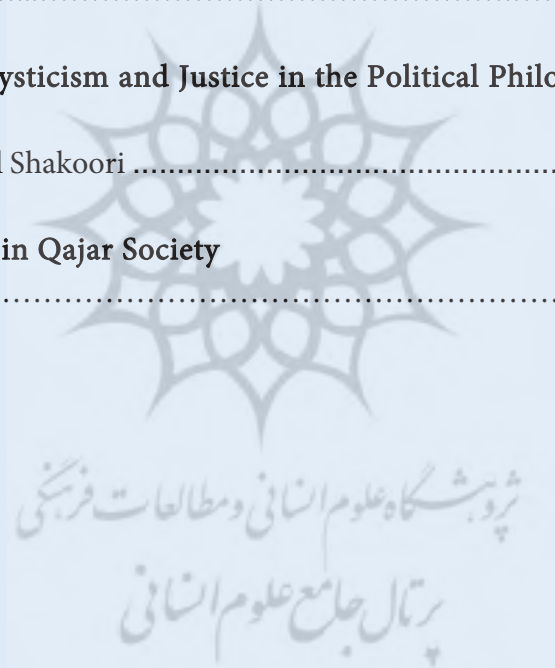 ysticism and Justice in the Political Philo
l Shakoori ................................................
in Qajar Society
................................................
پژوهشگاه علوم انسانی و مطالعات فرهنگی
پرتال جامع علوم انسانی